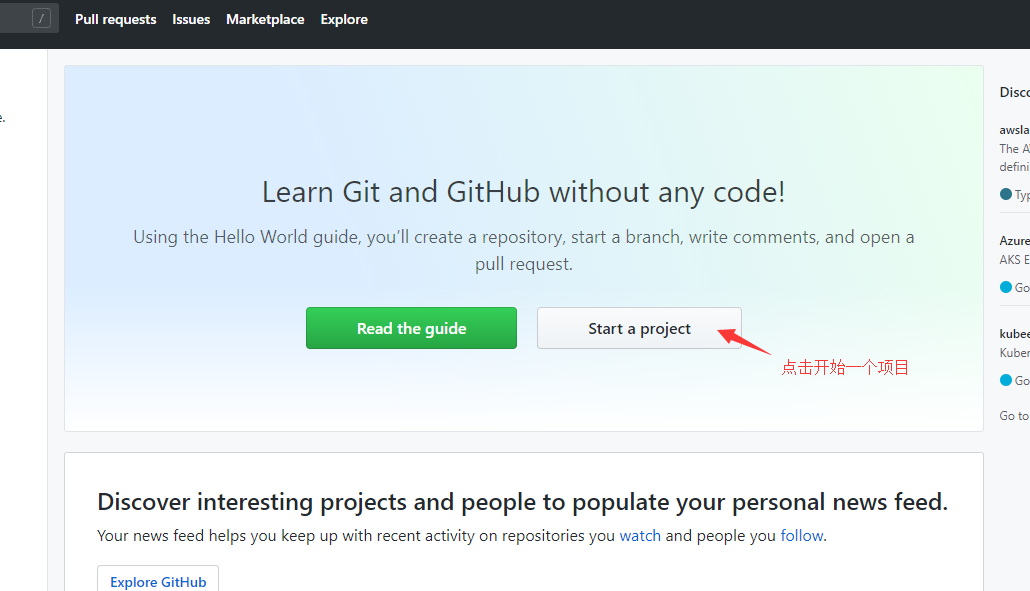 / Pull requests Issues Marketplace Explore
e.
Learn Git and GitHub without any code!
Using the Hello World guide, you'll create a repository, start a branch, write comments, and open a
pull request.
Read the guide Start a project
点击开始一个项目
Discover interesting projects and people to populate your personal news feed.
Your news feed helps you keep up with recent activity on repositories you watch and people you follow.
Explore GitHub
Disco
awsla
The A
defini
Typ
Azure
AKS E
Go
kubee
Kuber
Go
Go to